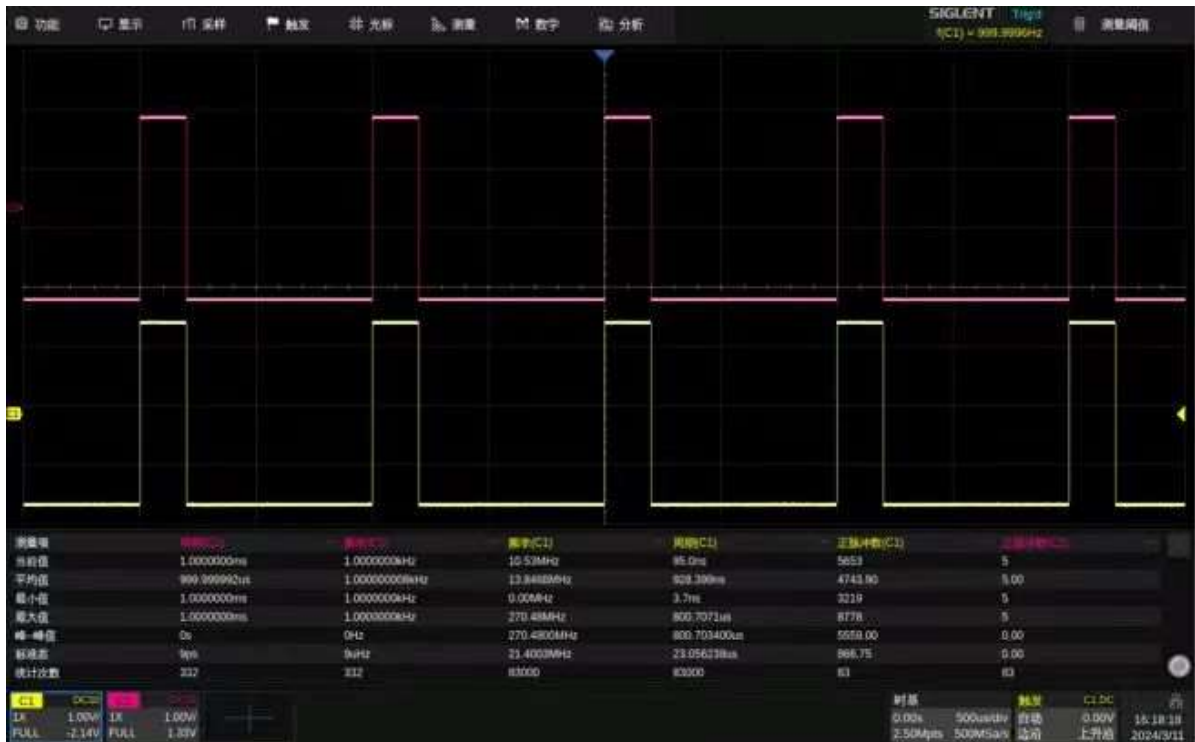 功能 显示 采样 触发 光标 测量 数学 分析 SIGLENT Trig'd 测量阈值
f(C1) = 999.9996Hz
C1
测量项 频率(C1) 周期(C1) 正脉冲数(C1)
当前值 1.0000000ms 1.0000000kHz 10.53MHz 95.0ns 5653 5
平均值 999.999992us 1.000000008kHz 13.8468MHz 928.398ns 4743.90 5.00
最小值 1.0000000ms 1.0000000kHz 0.00MHz 3.7ns 3219 5
最大值 1.0000000ms 1.0000000kHz 270.48MHz 800.7071us 8778 5
峰-峰值 0s 0Hz 270.4800MHz 800.703400us 5559.00 0.00
标准差 9ps 9uHz 21.4003MHz 23.056238us 966.75 0.00
统计次数 332 332 83000 83000 83 83
C1 时基 触发 C1 DC
1X 1.00V/ 1X 1.00V/ 0.00s 500us/div 自动 0.00V 16:18:18
FULL -2.14V FULL 1.33V 2.50Mpts 500MSa/s 边沿 上升沿 2024/3/11